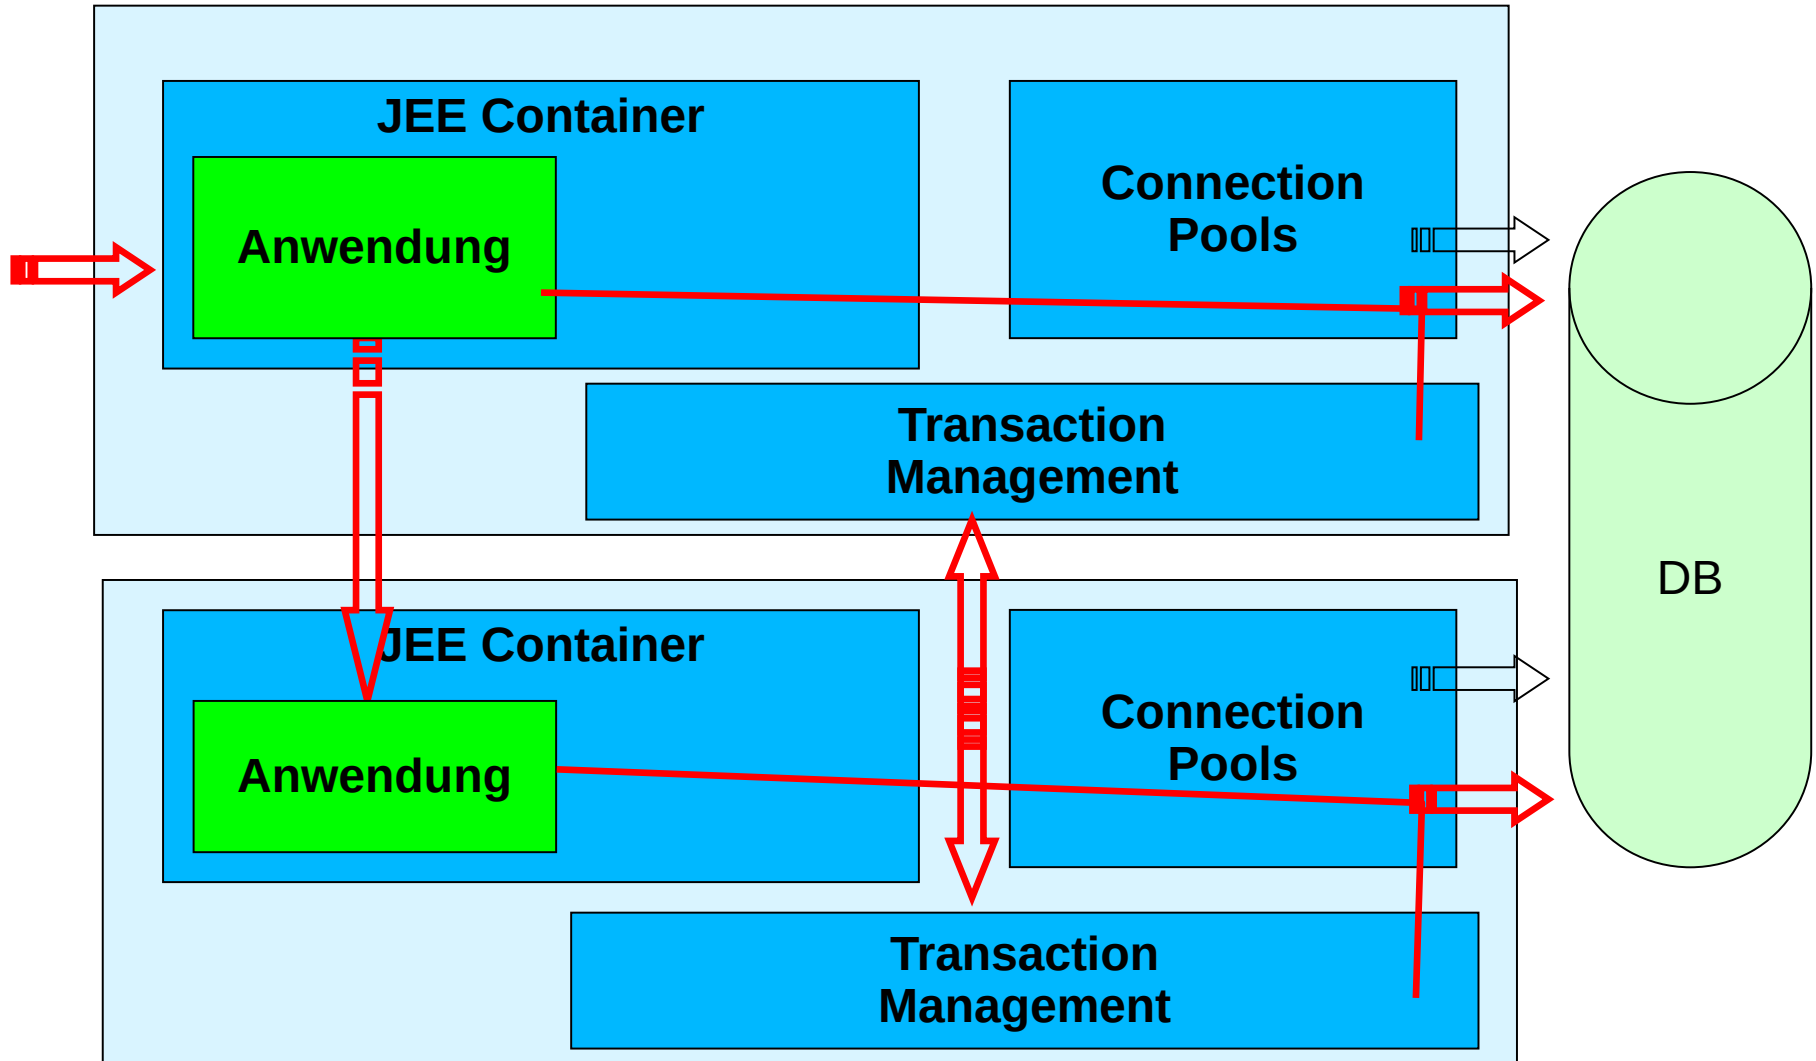 JEE Container
Anwendung
Connection
Pools
Transaction
Management
DB
JEE Container
Anwendung
Connection
Pools
Transaction
Management